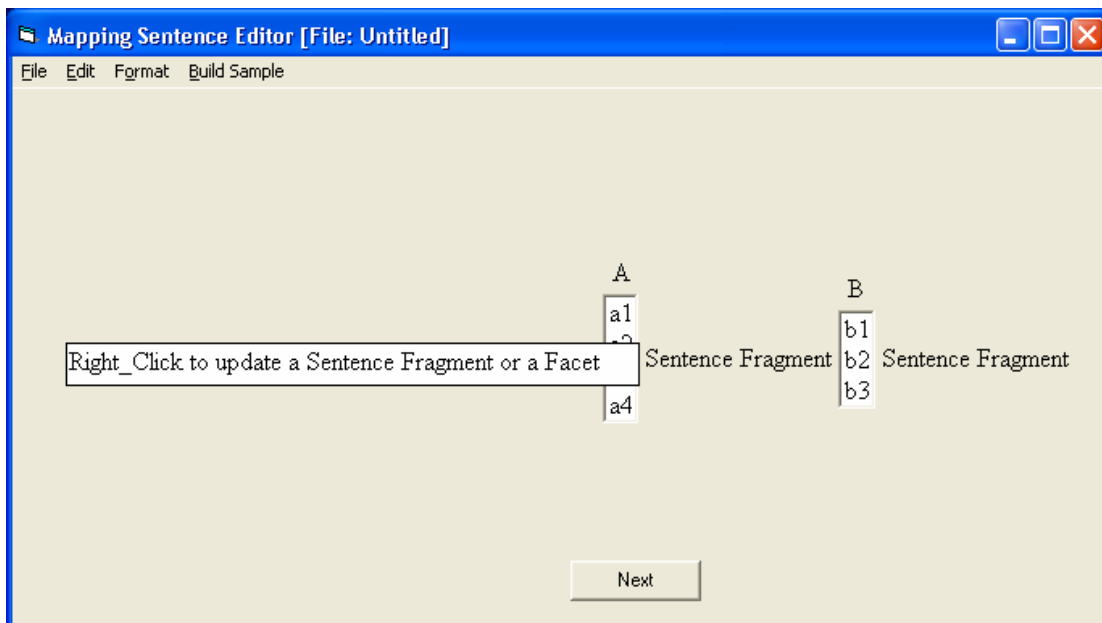 Mapping Sentence Editor [File: Untitled]
File Edit Format Build Sample
A
B
a1
b1
Right_Click to update a Sentence Fragment or a Facet
Sentence Fragment
b2
Sentence Fragment
b3
a4
Next